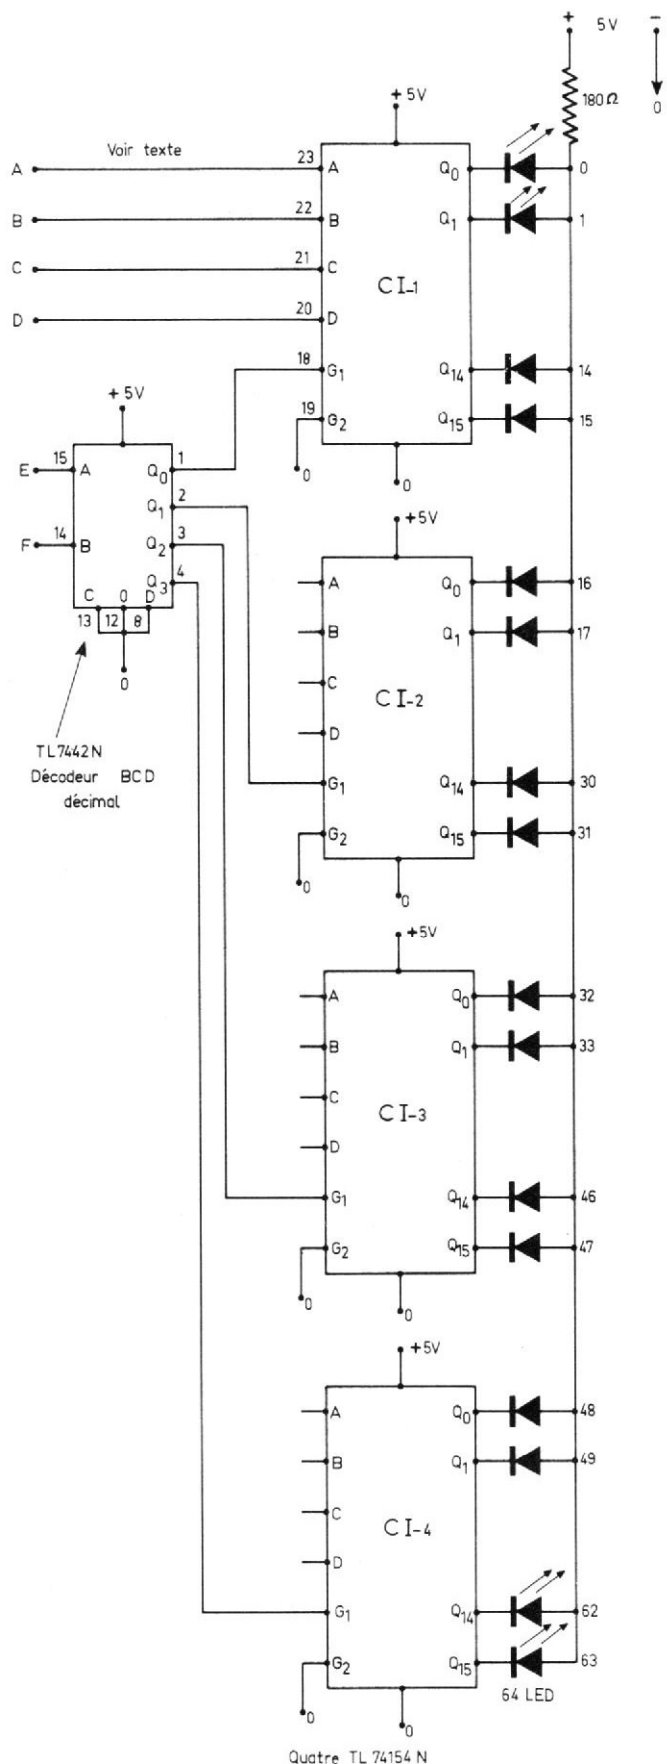 + 5V −
180Ω
0
+5V
Voir texte
A 23 A Q0 0
B 22 B Q1 1
C 21 C
CI-1
D 20 D
18 G1 Q14 14
19 G2 Q15 15
0
0
+5V
E 15 A Q0 1
Q1 2
F 14 B Q2 3
Q3 4
C 0 D
13 12 8
0
TL7442N
Décodeur BCD
décimal
+5V
A Q0 16
B Q1 17
C
CI-2
D
G1 Q14 30
G2 Q15 31
0
0
+5V
A Q0 32
B Q1 33
C
CI-3
D
G1 Q14 46
G2 Q15 47
0
0
+5V
A Q0 48
B Q1 49
C
CI-4
D
G1 Q14 62
G2 Q15 63
64 LED
0
0
Quatre TL 74154 N